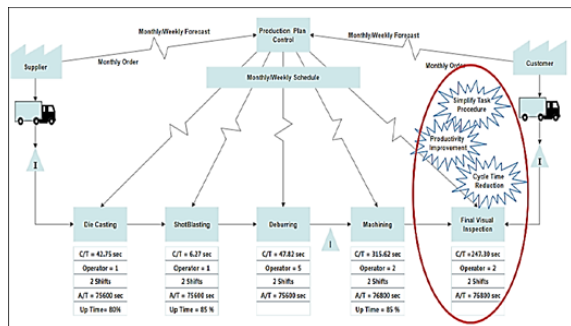 Monthly/Weekly Forecast
Production Plan
Control
Monthly/Weekly Forecast
Supplier
Customer
Monthly Order
Monthly Order
Monthly/Weekly Schedule
Simplify Task
Procedure
Productivity
Improvement
Cycle Time
Reduction
I
I
I
Die Casting
ShotBlasting
Deburring
Machining
Final Visual
Inspection
C/T = 42.75 sec
Operator = 1
2 Shifts
A/T = 75600 sec
Up Time= 80%
C/T = 6.27 sec
Operator = 1
2 Shifts
A/T = 75600 sec
Up Time = 85 %
C/T = 47.82 sec
Operator = 5
2 Shifts
A/T = 75600 sec
C/T = 315.62 sec
Operator = 2
2 Shifts
A/T = 76800 sec
Up Time = 85 %
C/T =247.30 sec
Operator = 2
2 Shifts
A/T = 76800 sec